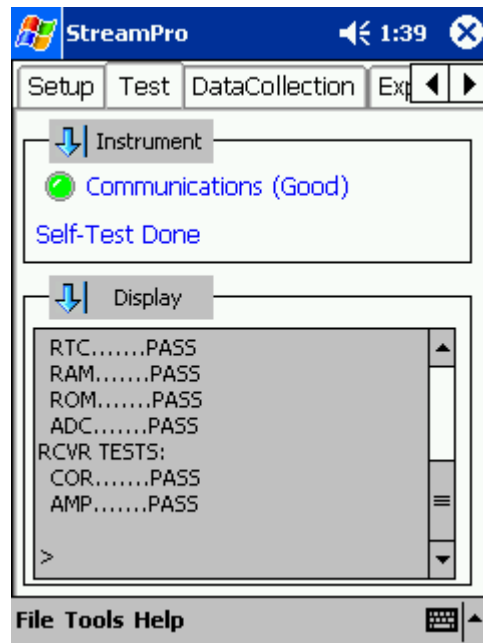 StreamPro 1:39
Setup Test DataCollection Exp
Instrument
Communications (Good)
Self-Test Done
Display
RTC.......PASS
RAM.......PASS
ROM.......PASS
ADC.......PASS
RCVR TESTS:
COR.......PASS
AMP.......PASS
>
File Tools Help